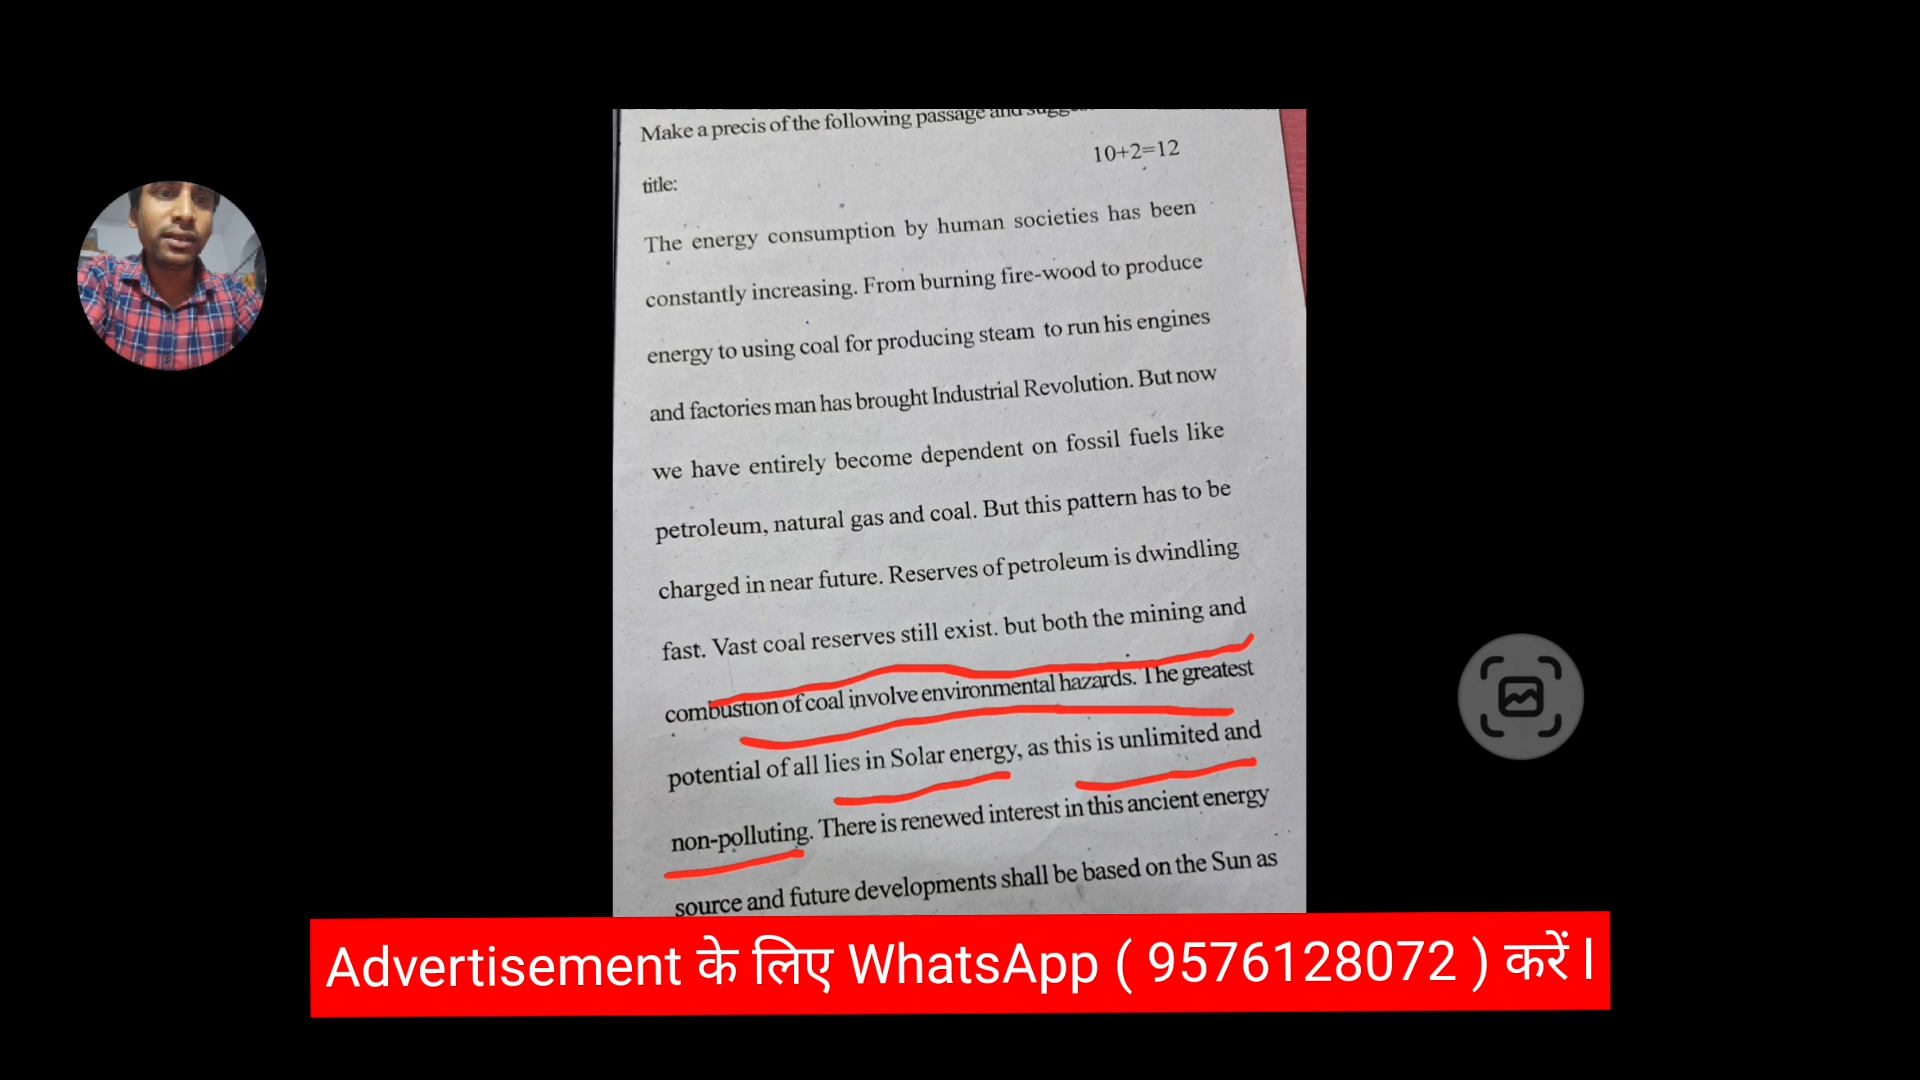 Make a precis of the following passage and
10+2=12
title:
The energy consumption by human societies has been
constantly increasing. From burning fire-wood to produce
energy to using coal for producing steam to run his engines
and factories man has brought Industrial Revolution. But now
we have entirely become dependent on fossil fuels like
petroleum, natural gas and coal. But this pattern has to be
charged in near future. Reserves of petroleum is dwindling
fast. Vast coal reserves still exist. but both the mining and
combustion of coal involve environmental hazards. The greatest
potential of all lies in Solar energy, as this is unlimited and
non-polluting. There is renewed interest in this ancient energy
source and future developments shall be based on the Sun as
Advertisement के लिए WhatsApp ( 9576128072 ) करें l